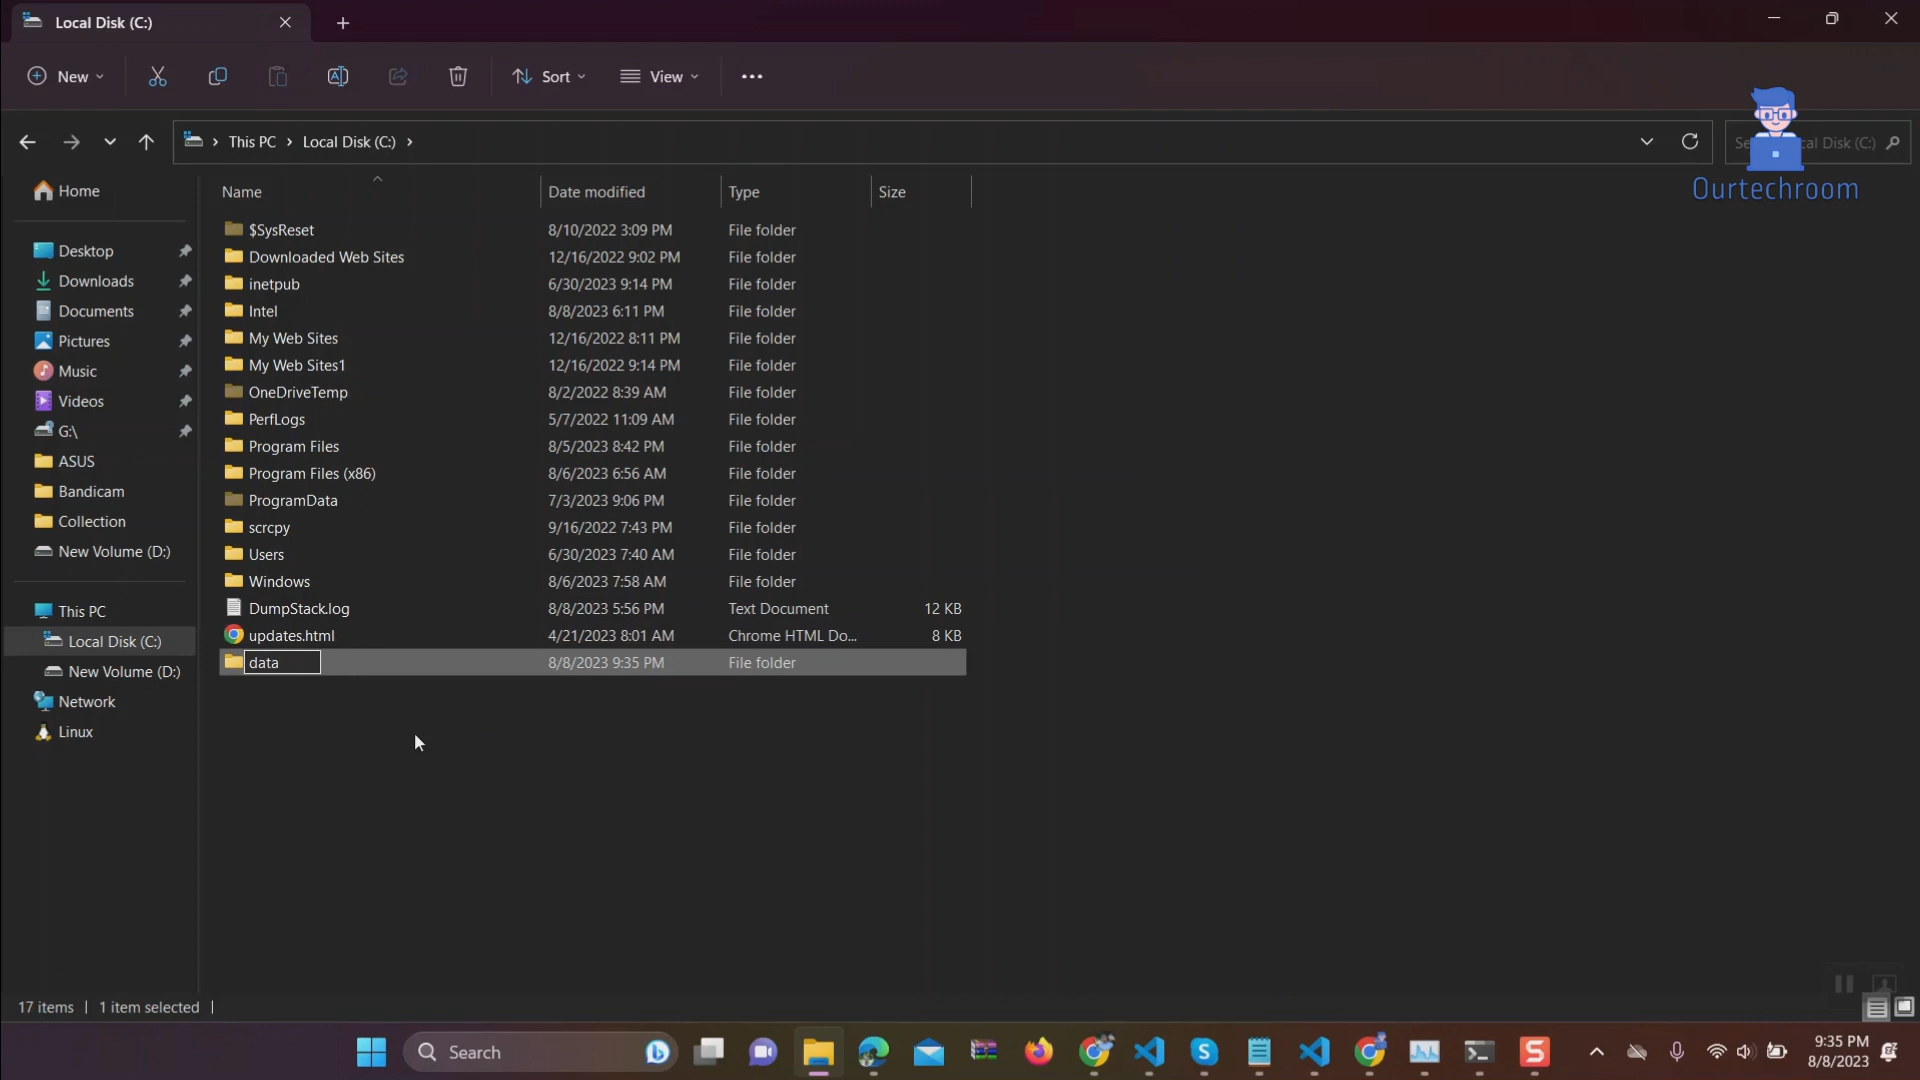 Local Disk (C:)
New
Sort
View
This PC
Local Disk (C:)
Se
cal Disk (C:)
Ourtechroom
Name Date modified Type Size
Home
Desktop
Downloads
Documents
Pictures
Music
Videos
G:\
ASUS
Bandicam
Collection
New Volume (D:)
This PC
Local Disk (C:)
New Volume (D:)
Network
Linux
$SysReset 8/10/2022 3:09 PM File folder
Downloaded Web Sites 12/16/2022 9:02 PM File folder
inetpub 6/30/2023 9:14 PM File folder
Intel 8/8/2023 6:11 PM File folder
My Web Sites 12/16/2022 8:11 PM File folder
My Web Sites1 12/16/2022 9:14 PM File folder
OneDriveTemp 8/2/2022 8:39 AM File folder
PerfLogs 5/7/2022 11:09 AM File folder
Program Files 8/5/2023 8:42 PM File folder
Program Files (x86) 8/6/2023 6:56 AM File folder
ProgramData 7/3/2023 9:06 PM File folder
scrcpy 9/16/2022 7:43 PM File folder
Users 6/30/2023 7:40 AM File folder
Windows 8/6/2023 7:58 AM File folder
DumpStack.log 8/8/2023 5:56 PM Text Document 12 KB
updates.html 4/21/2023 8:01 AM Chrome HTML Do... 8 KB
data 8/8/2023 9:35 PM File folder
17 items 1 item selected
Search
9:35 PM
8/8/2023